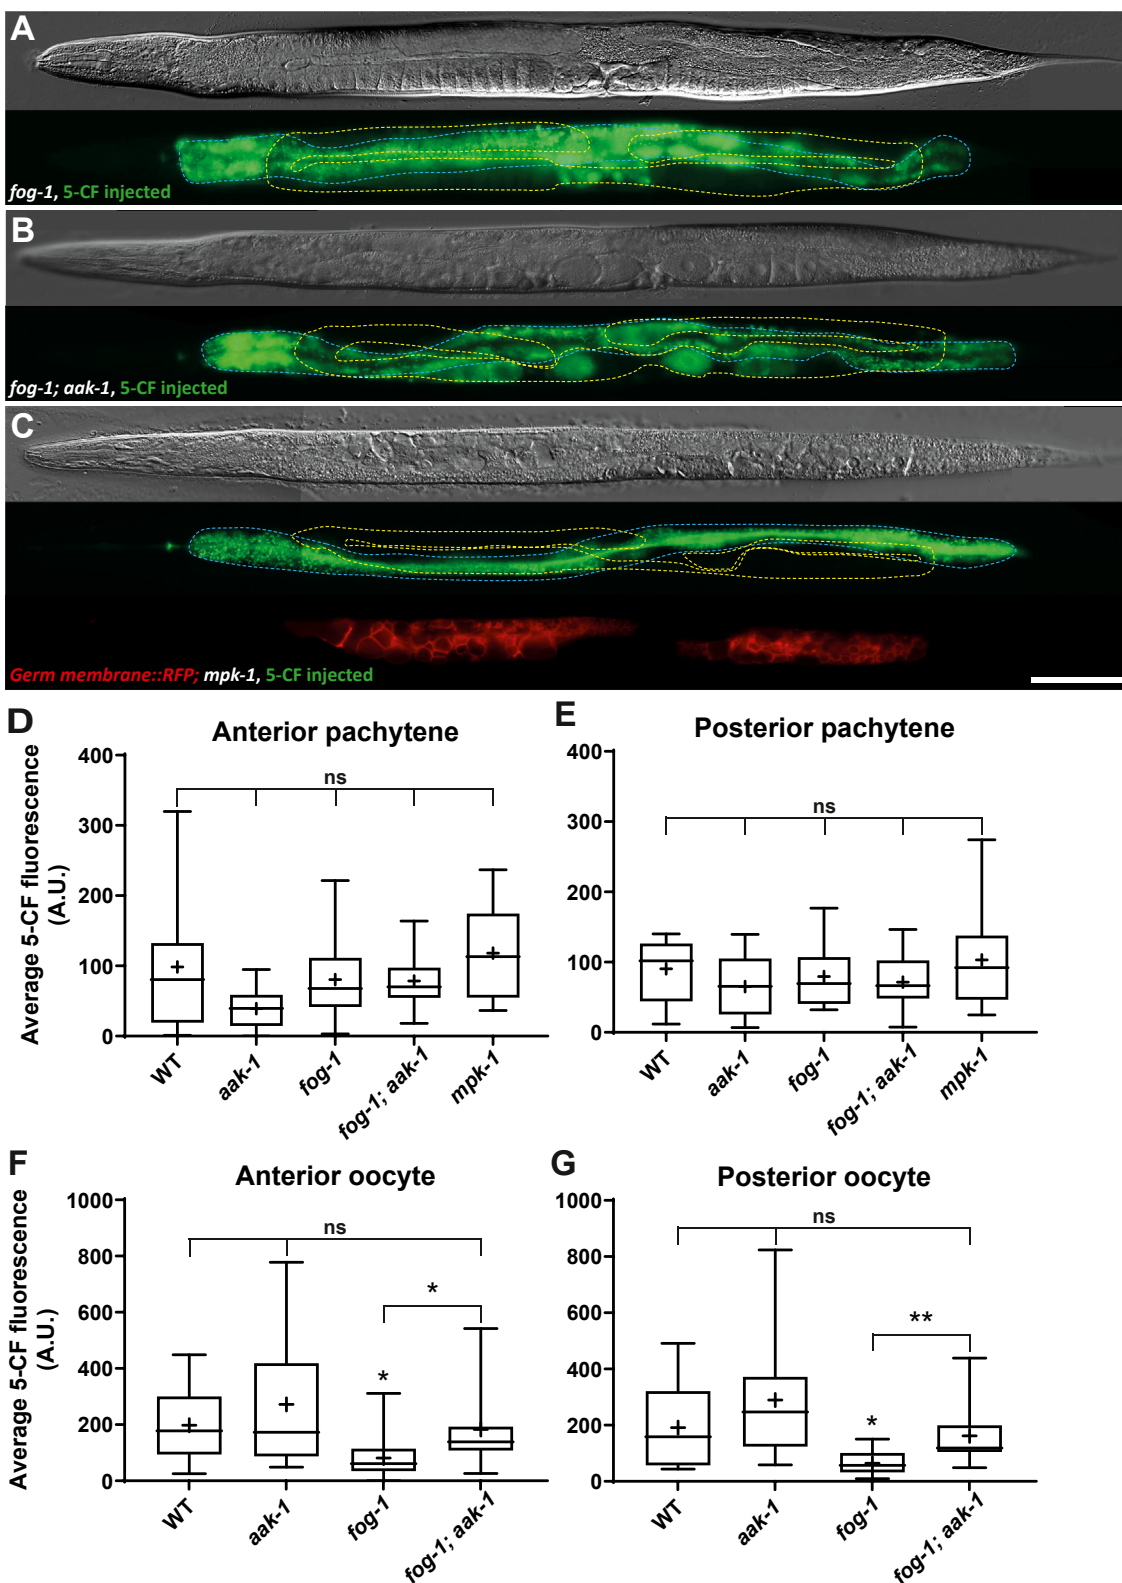 A
fog-1, 5-CF injected
B
fog-1; aak-1, 5-CF injected
C
Germ membrane::RFP; mpk-1, 5-CF injected
D
Anterior pachytene
Average 5-CF fluorescence
(A.U.)
400
300
200
100
0
ns
WT
aak-1
fog-1
fog-1; aak-1
mpk-1
E
Posterior pachytene
400
300
200
100
0
ns
WT
aak-1
fog-1
fog-1; aak-1
mpk-1
F
Anterior oocyte
Average 5-CF fluorescence
(A.U.)
1000
800
600
400
200
0
ns
*
*
WT
aak-1
fog-1
fog-1; aak-1
G
Posterior oocyte
1000
800
600
400
200
0
ns
**
*
WT
aak-1
fog-1
fog-1; aak-1